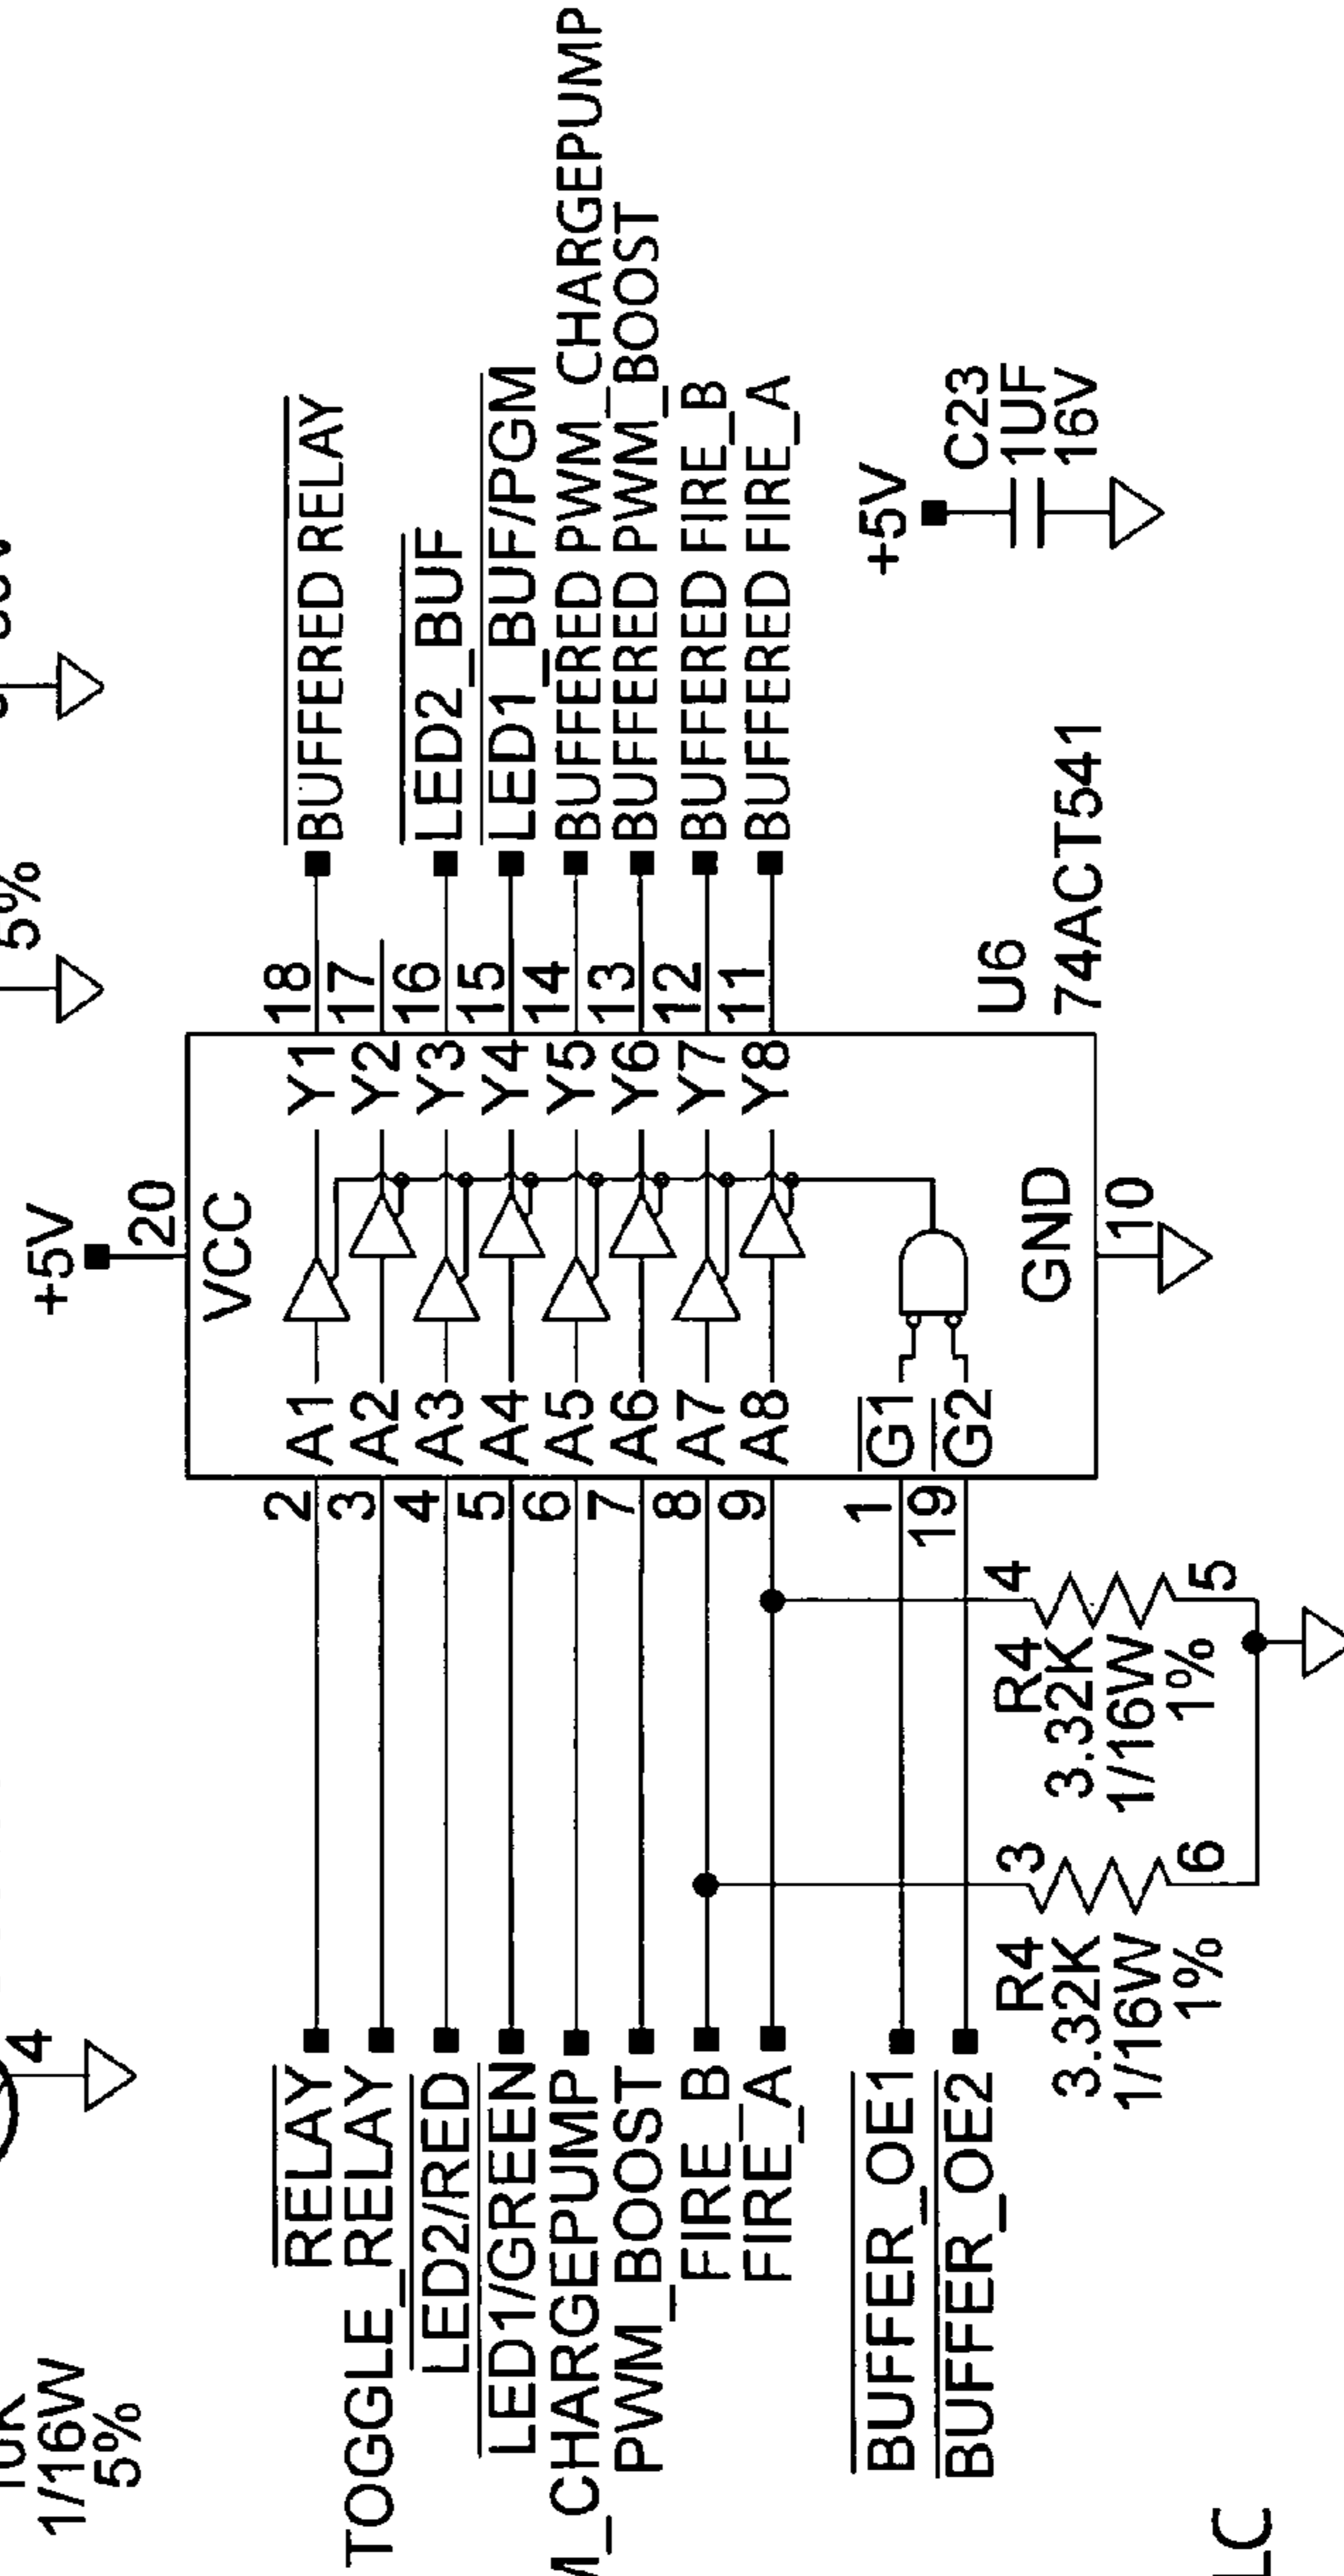 +5V
20
VCC
RELAY 2 A1 Y1 18 BUFFERED RELAY
TOGGLE_RELAY 3 A2 Y2 17
LED2/RED 4 A3 Y3 16 LED2_BUF
LED1/GREEN 5 A4 Y4 15 LED1_BUF/PGM
M_CHARGEPUMP 6 A5 Y5 14 BUFFERED PWM_CHARGEPUMP
PWM_BOOST 7 A6 Y6 13 BUFFERED PWM_BOOST
FIRE_B 8 A7 Y7 12 BUFFERED FIRE_B
FIRE_A 9 A8 Y8 11 BUFFERED FIRE_A
BUFFER_OE1 1 G1
BUFFER_OE2 19 G2
GND
10
U6
74ACT541
+5V
C23
1UF
16V
R4
3.32K
1/16W
1%
3
6
R4
3.32K
1/16W
1%
4
5
1/16W
5%
4
5%
LC